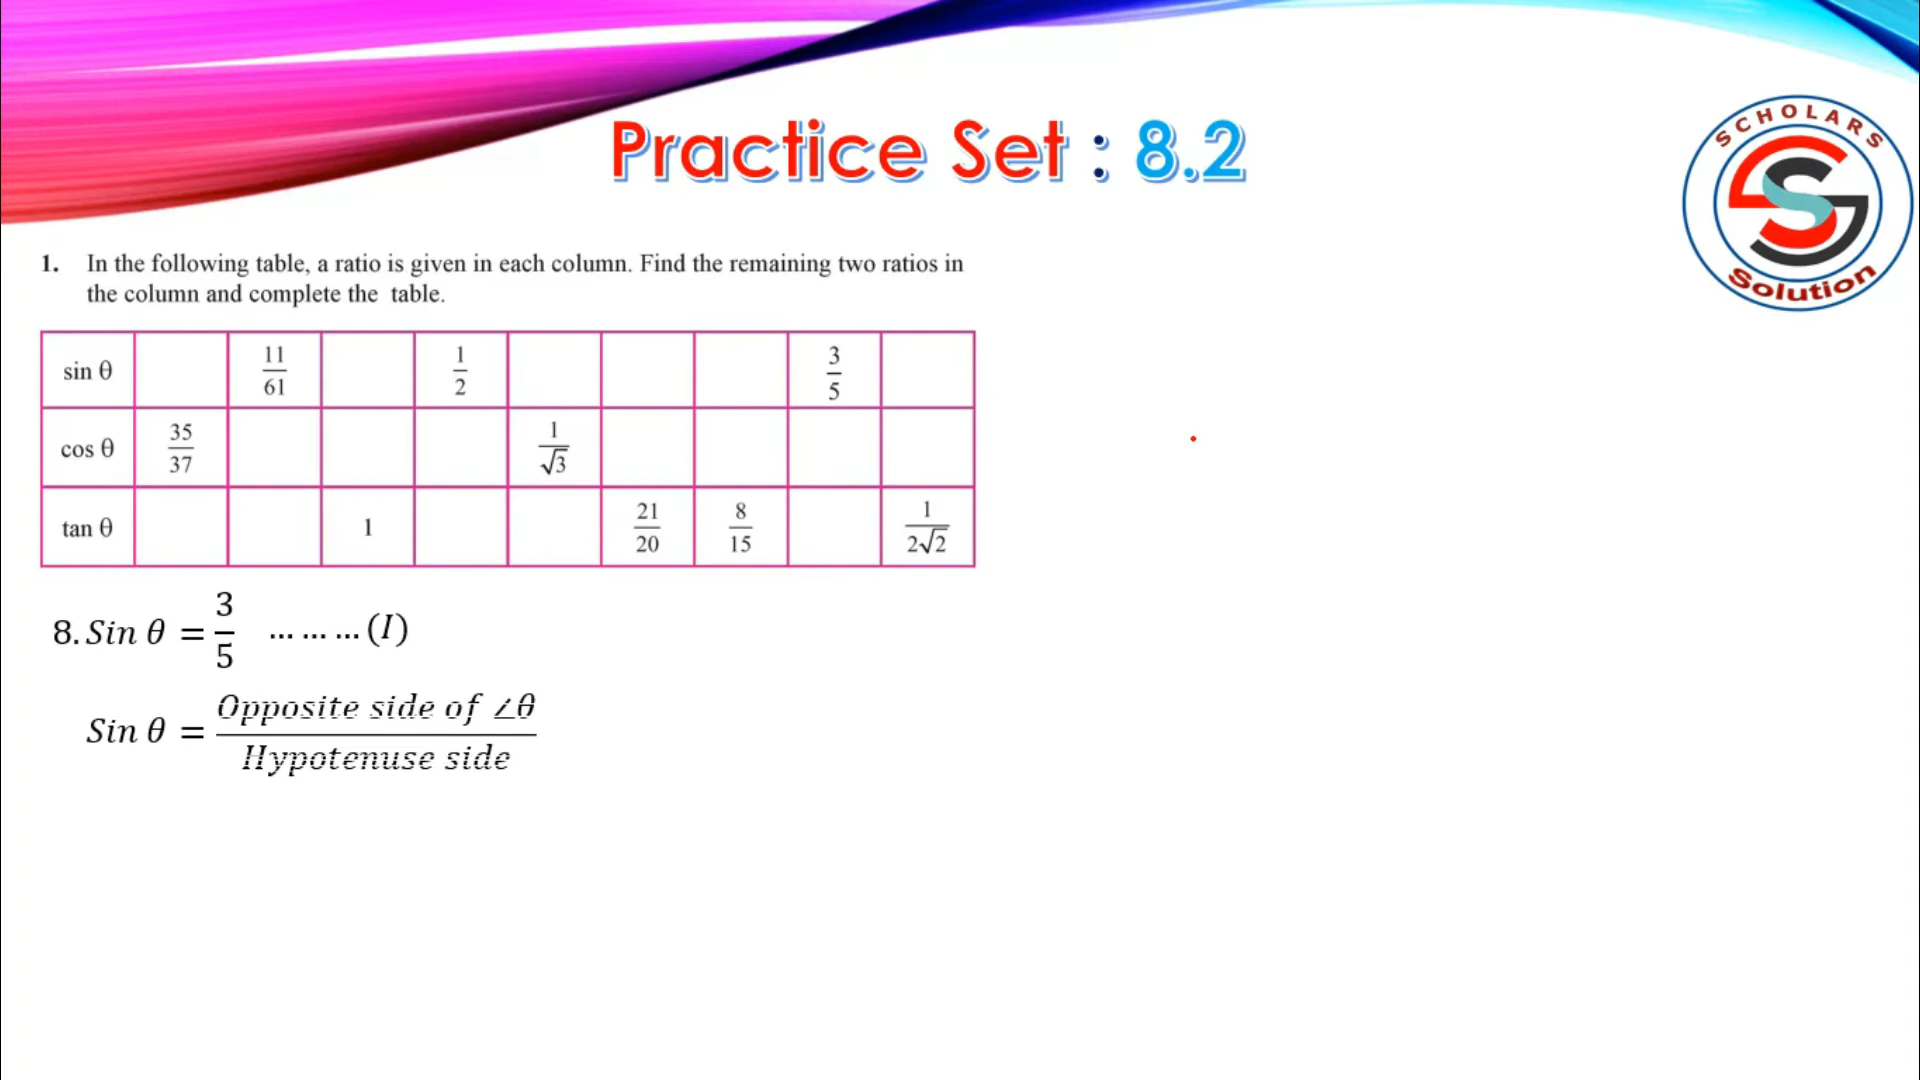 Practice Set : 8.2
SCHOLARS
Solution
1. In the following table, a ratio is given in each column. Find the remaining two ratios in
the column and complete the table.
sin θ 11/61 1/2 3/5
cos θ 35/37 1/√3
tan θ 1 21/20 8/15 1/2√2
8. Sin θ = 3/5 ... ... ... (I)
Sin θ = Opposite side of ∠θ / Hypotenuse side